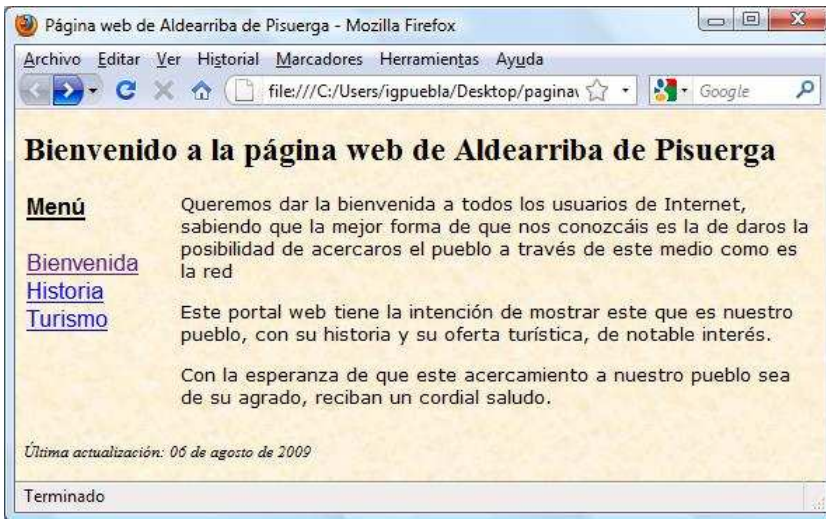 Página web de Aldearriba de Pisuerga - Mozilla Firefox
Archivo Editar Ver Historial Marcadores Herramientas Ayuda
file:///C:/Users/igpuebla/Desktop/paginav Google
Bienvenido a la página web de Aldearriba de Pisuerga
Menú
Bienvenida
Historia
Turismo
Queremos dar la bienvenida a todos los usuarios de Internet,
sabiendo que la mejor forma de que nos conozcáis es la de daros la
posibilidad de acercaros el pueblo a través de este medio como es
la red
Este portal web tiene la intención de mostrar este que es nuestro
pueblo, con su historia y su oferta turística, de notable interés.
Con la esperanza de que este acercamiento a nuestro pueblo sea
de su agrado, reciban un cordial saludo.
Última actualización: 06 de agosto de 2009
Terminado